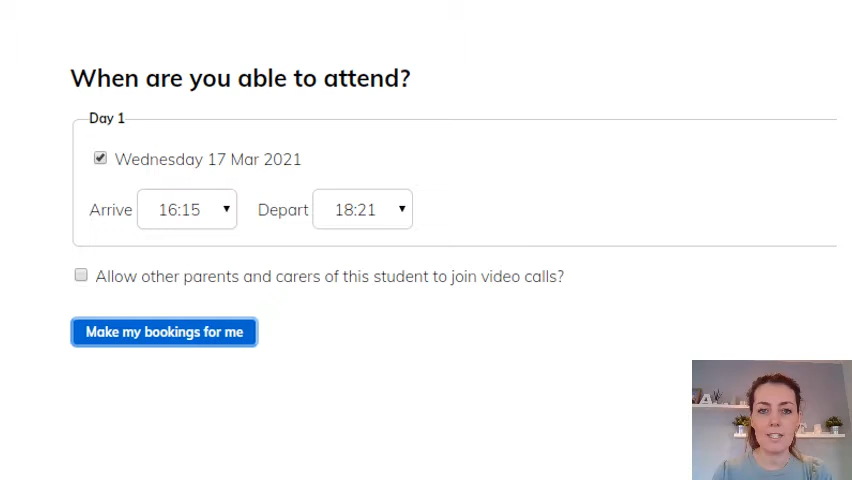 When are you able to attend?
Day 1
Wednesday 17 Mar 2021
Arrive 16:15 Depart 18:21
Allow other parents and carers of this student to join video calls?
Make my bookings for me